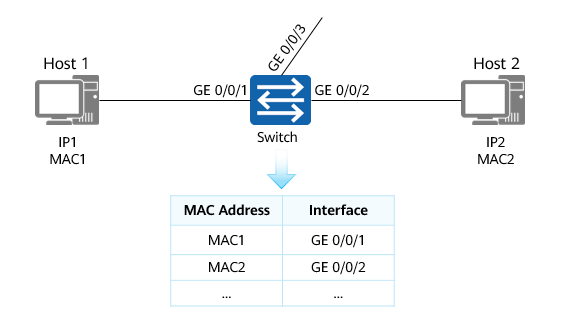 GE 0/0/3
Host 1
GE 0/0/1
GE 0/0/2
Host 2
IP1
MAC1
Switch
IP2
MAC2
MAC Address Interface
MAC1 GE 0/0/1
MAC2 GE 0/0/2
... ...